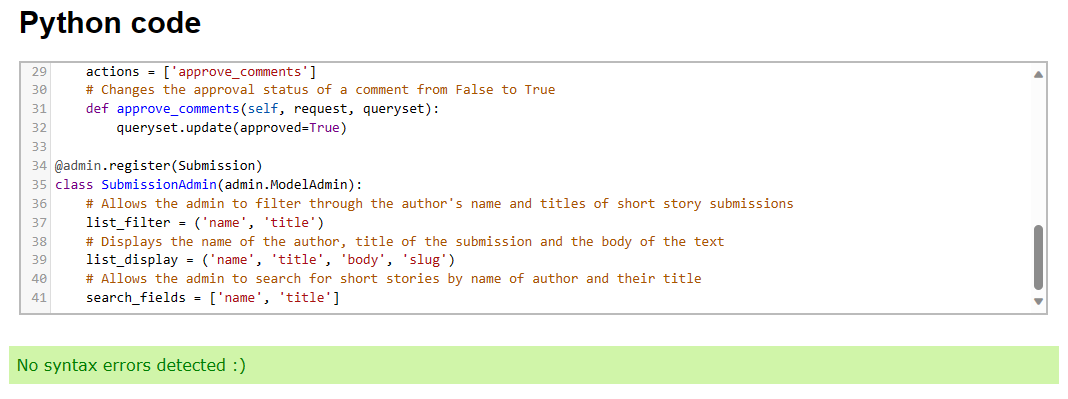 Python code
29 actions = ['approve_comments']
30 # Changes the approval status of a comment from False to True
31 def approve_comments(self, request, queryset):
32 queryset.update(approved=True)
33
34 @admin.register(Submission)
35 class SubmissionAdmin(admin.ModelAdmin):
36 # Allows the admin to filter through the author's name and titles of short story submissions
37 list_filter = ('name', 'title')
38 # Displays the name of the author, title of the submission and the body of the text
39 list_display = ('name', 'title', 'body', 'slug')
40 # Allows the admin to search for short stories by name of author and their title
41 search_fields = ['name', 'title']
No syntax errors detected :)